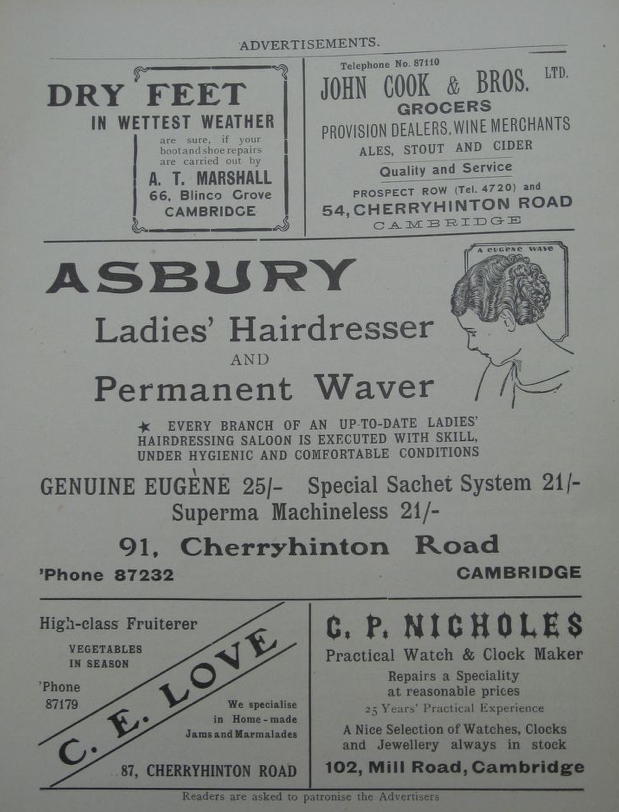 ADVERTISEMENTS.
DRY FEET
IN WETTEST WEATHER
are sure, if your
boot and shoe repairs
are carried out by
A. T. MARSHALL
66, Blinco Grove
CAMBRIDGE
Telephone No. 87110
JOHN COOK & BROS. LTD.
GROCERS
PROVISION DEALERS, WINE MERCHANTS
ALES, STOUT AND CIDER
Quality and Service
PROSPECT ROW (Tel. 4720) and
54, CHERRYHINTON ROAD
CAMBRIDGE
ASBURY
A EUGENE WAVE
Ladies' Hairdresser
AND
Permanent Waver
★ EVERY BRANCH OF AN UP-TO-DATE LADIES'
HAIRDRESSING SALOON IS EXECUTED WITH SKILL,
UNDER HYGIENIC AND COMFORTABLE CONDITIONS
GENUINE EUGÈNE 25/- Special Sachet System 21/-
Superma Machineless 21/-
91, Cherryhinton Road
'Phone 87232 CAMBRIDGE
High-class Fruiterer
VEGETABLES
IN SEASON
'Phone
87179
C. E. LOVE
We specialise
in Home-made
Jams and Marmalades
87, CHERRYHINTON ROAD
C. P. NICHOLES
Practical Watch & Clock Maker
Repairs a Speciality
at reasonable prices
25 Years' Practical Experience
A Nice Selection of Watches, Clocks
and Jewellery always in stock
102, Mill Road, Cambridge
Readers are asked to patronise the Advertisers